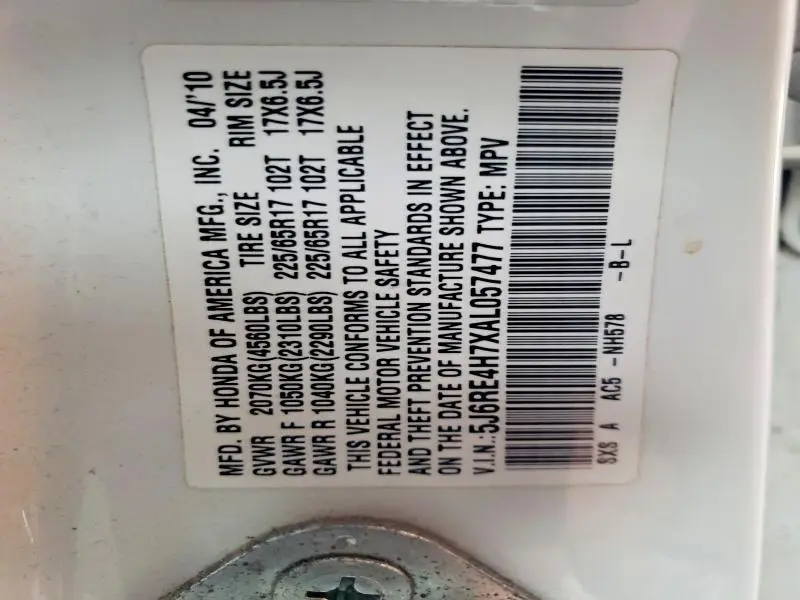 MFD. BY HONDA OF AMERICA MFG., INC. 04/'10
GVWR 2070KG(4560LBS) TIRE SIZE RIM SIZE
GAWR F 1050KG(2310LBS) 225/65R17 102T 17X6.5J
GAWR R 1040KG(2290LBS) 225/65R17 102T 17X6.5J
THIS VEHICLE CONFORMS TO ALL APPLICABLE
FEDERAL MOTOR VEHICLE SAFETY
AND THEFT PREVENTION STANDARDS IN EFFECT
ON THE DATE OF MANUFACTURE SHOWN ABOVE.
V.I.N.:5J6RE4H7XAL057477 TYPE: MPV
SXS A AC5 -NH578 -B-L